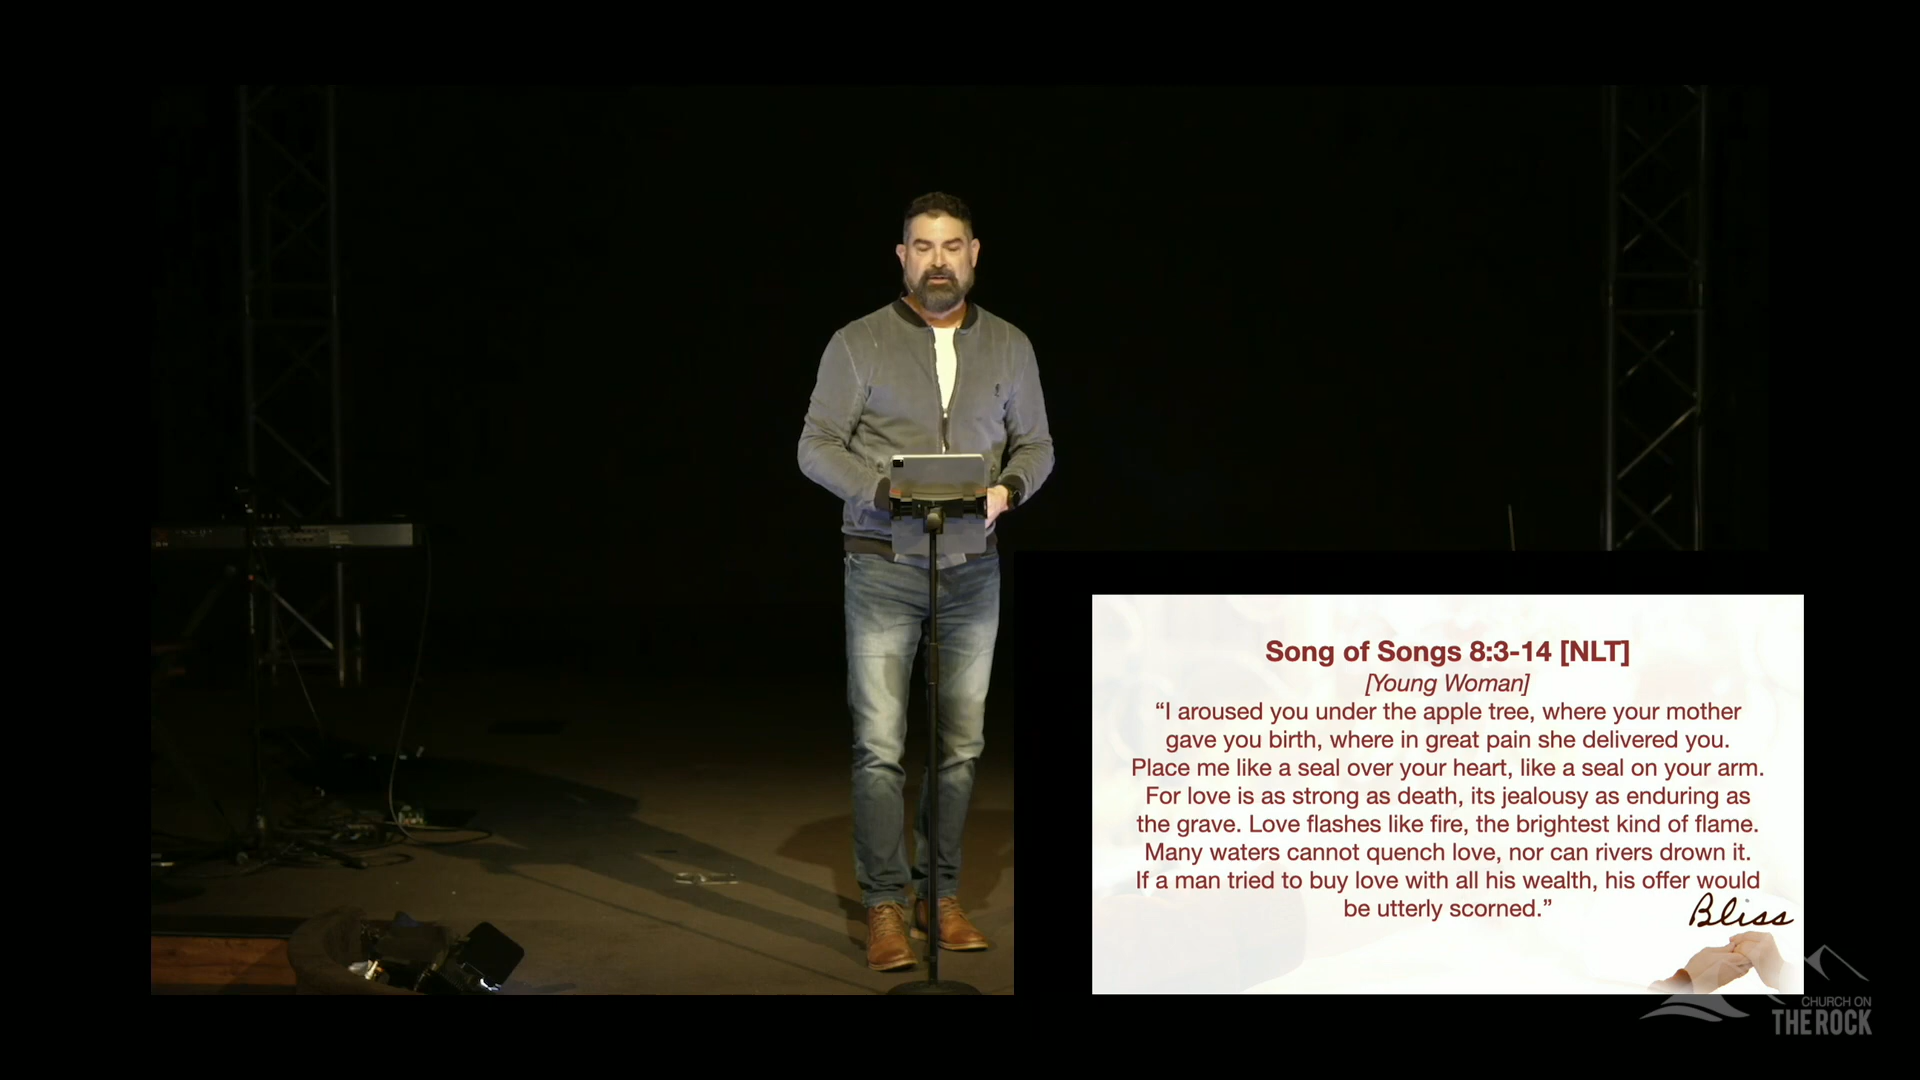 Song of Songs 8:3-14 [NLT]
[Young Woman]
“I aroused you under the apple tree, where your mother
gave you birth, where in great pain she delivered you.
Place me like a seal over your heart, like a seal on your arm.
For love is as strong as death, its jealousy as enduring as
the grave. Love flashes like fire, the brightest kind of flame.
Many waters cannot quench love, nor can rivers drown it.
If a man tried to buy love with all his wealth, his offer would
be utterly scorned.”
Bliss
CHURCH ON
THE ROCK